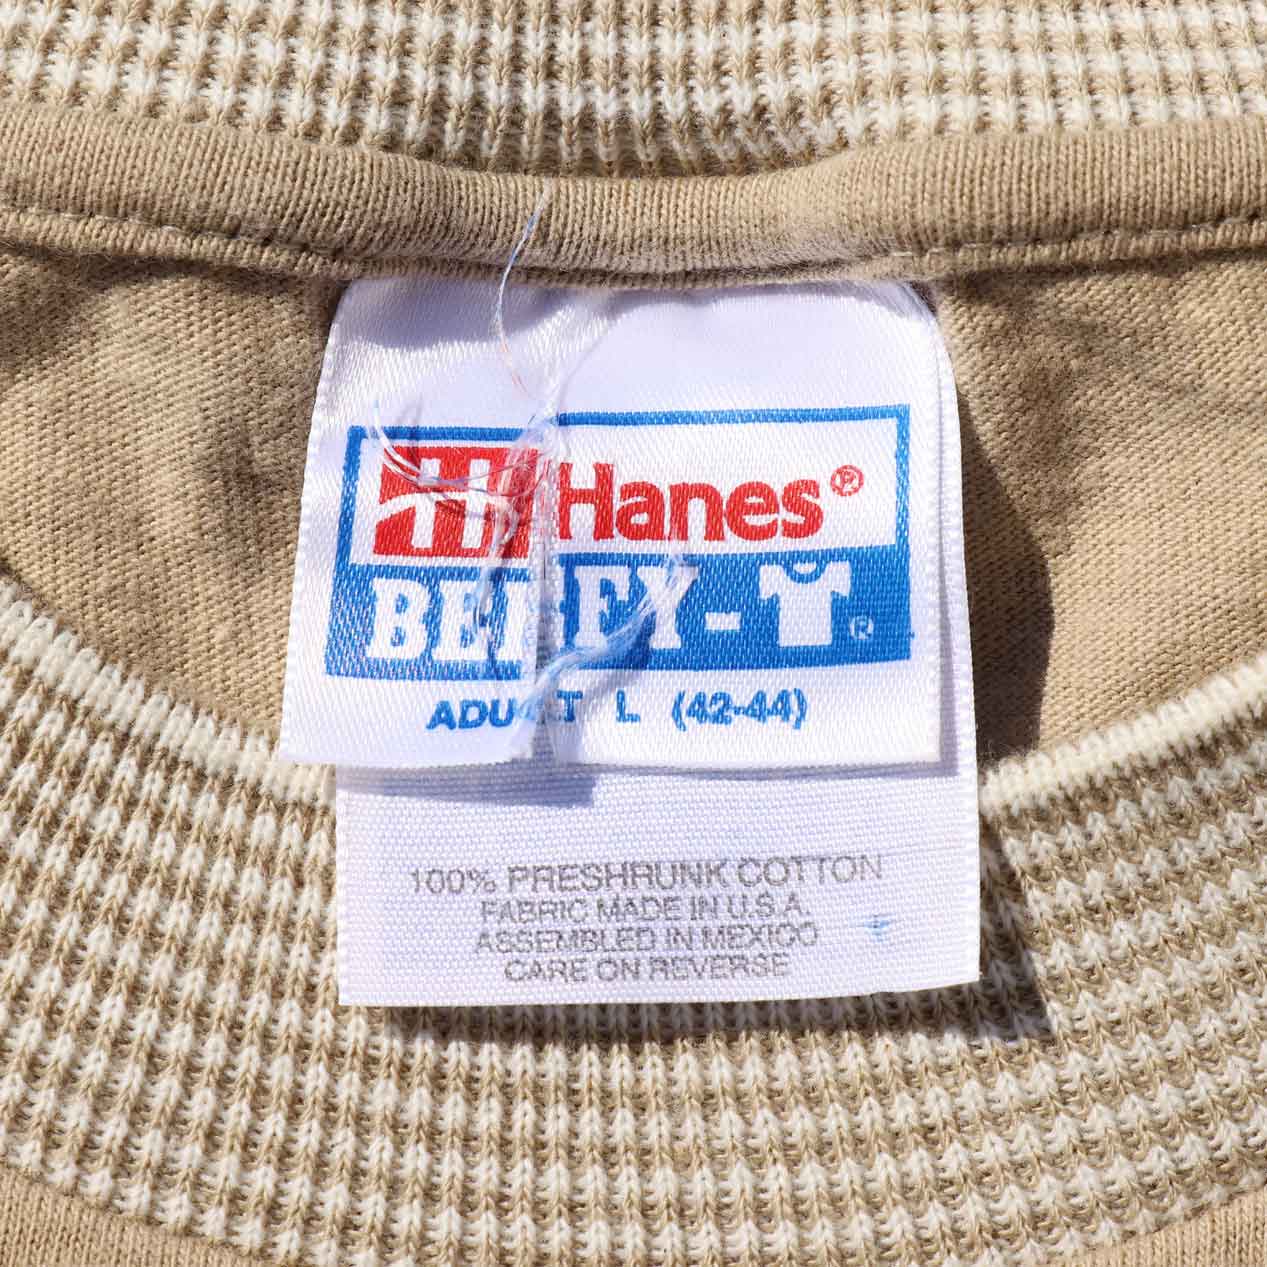 Hanes®
BEEFY-T®
ADULT L (42-44)
100% PRESHRUNK COTTON
FABRIC MADE IN U.S.A.
ASSEMBLED IN MEXICO
CARE ON REVERSE